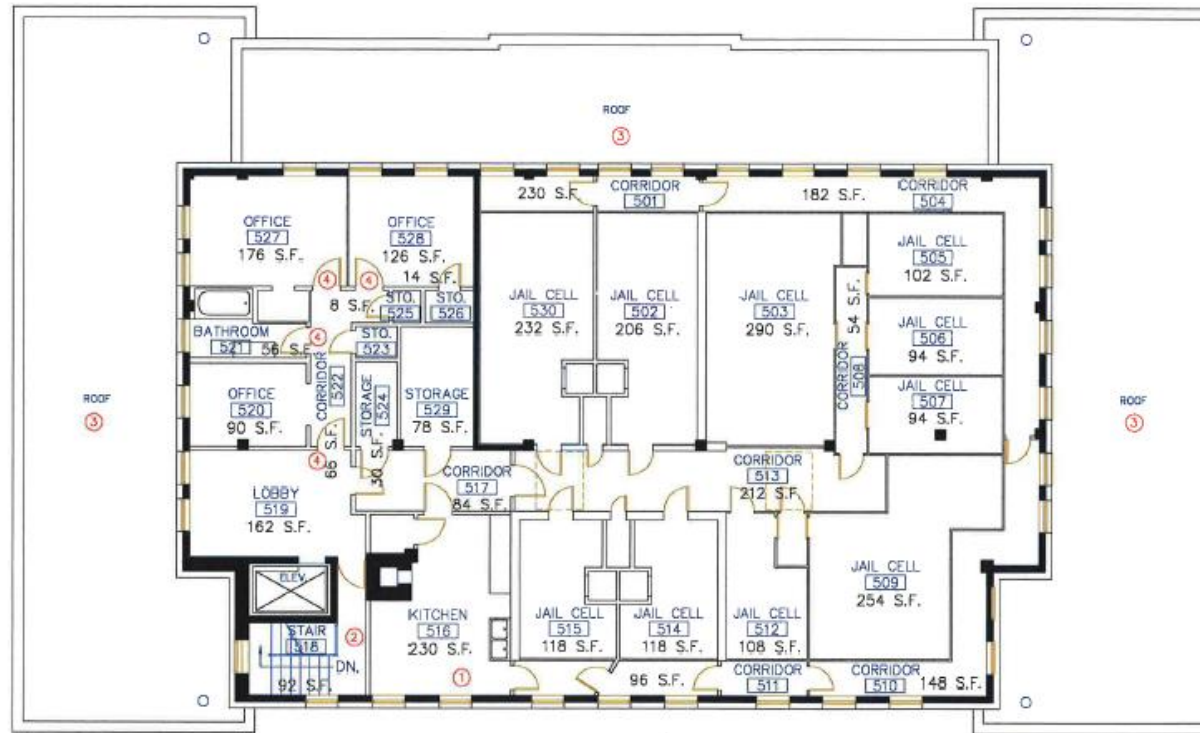 ROOF
3
230 S.F.
CORRIDOR
501
182 S.F.
CORRIDOR
504
OFFICE
527
176 S.F.
OFFICE
528
126 S.F.
14 S.F.
4
4
8 S.F.
STO.
525
STO.
526
JAIL CELL
530
232 S.F.
JAIL CELL
502
206 S.F.
JAIL CELL
503
290 S.F.
54 S.F.
CORRIDOR
508
JAIL CELL
505
102 S.F.
JAIL CELL
506
94 S.F.
JAIL CELL
507
94 S.F.
BATHROOM
521
56 S.F.
4
STO.
523
OFFICE
520
90 S.F.
CORRIDOR
522
66 S.F.
STORAGE
524
30 S.F.
STORAGE
529
78 S.F.
ROOF
3
ROOF
3
4
LOBBY
519
162 S.F.
CORRIDOR
517
84 S.F.
CORRIDOR
513
212 S.F.
ELEV.
STAIR
518
DN.
92 S.F.
2
KITCHEN
516
230 S.F.
1
JAIL CELL
515
118 S.F.
JAIL CELL
514
118 S.F.
JAIL CELL
512
108 S.F.
JAIL CELL
509
254 S.F.
96 S.F.
CORRIDOR
511
CORRIDOR
510
148 S.F.